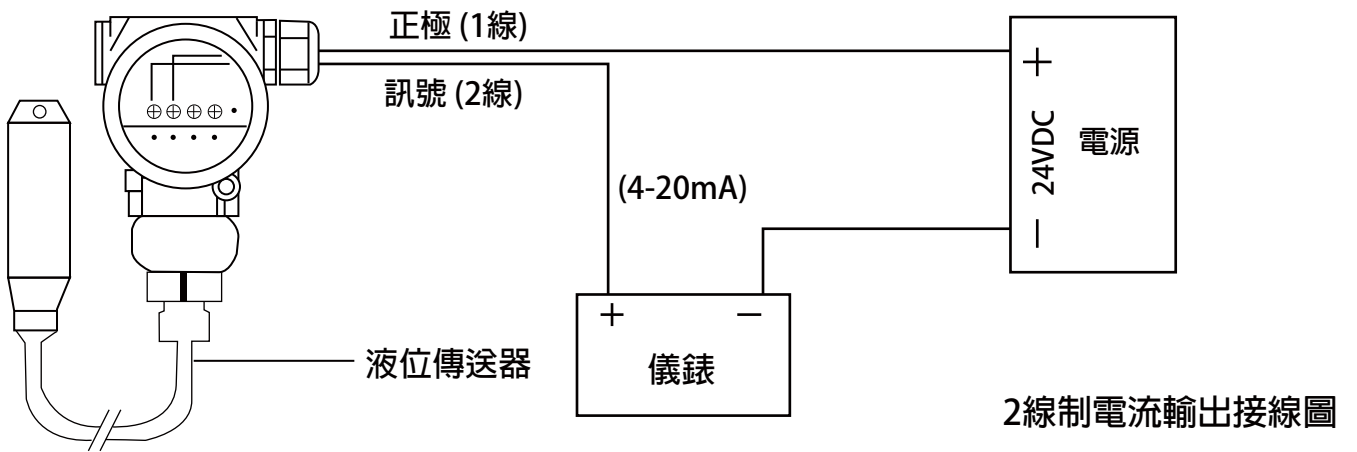 正極 (1線)
訊號 (2線)
(4-20mA)
+
24VDC
−
電源
+ −
儀錶
液位傳送器
2線制電流輸出接線圖